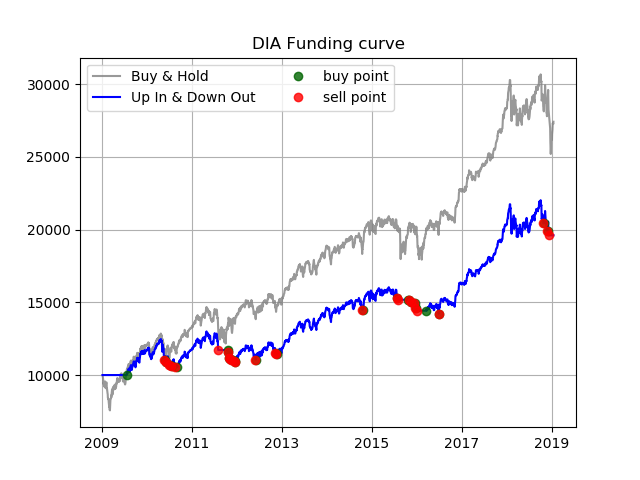 DIA Funding curve
Buy & Hold
Up In & Down Out
buy point
sell point
30000
25000
20000
15000
10000
2009 2011 2013 2015 2017 2019